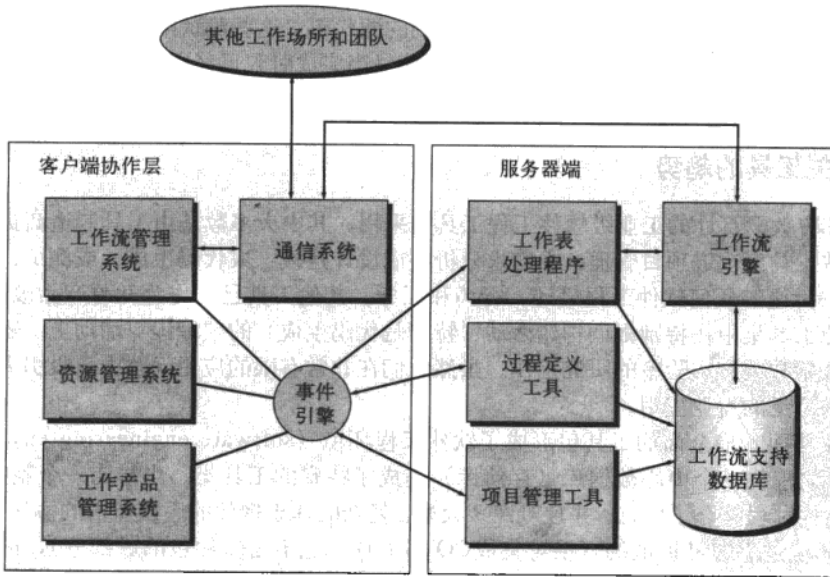 其他工作场所和团队
客户端协作层
服务器端
工作流管理
系统
通信系统
工作表
处理程序
工作流
引擎
资源管理系统
事件
引擎
过程定义
工具
工作产品
管理系统
项目管理工具
工作流支持
数据库